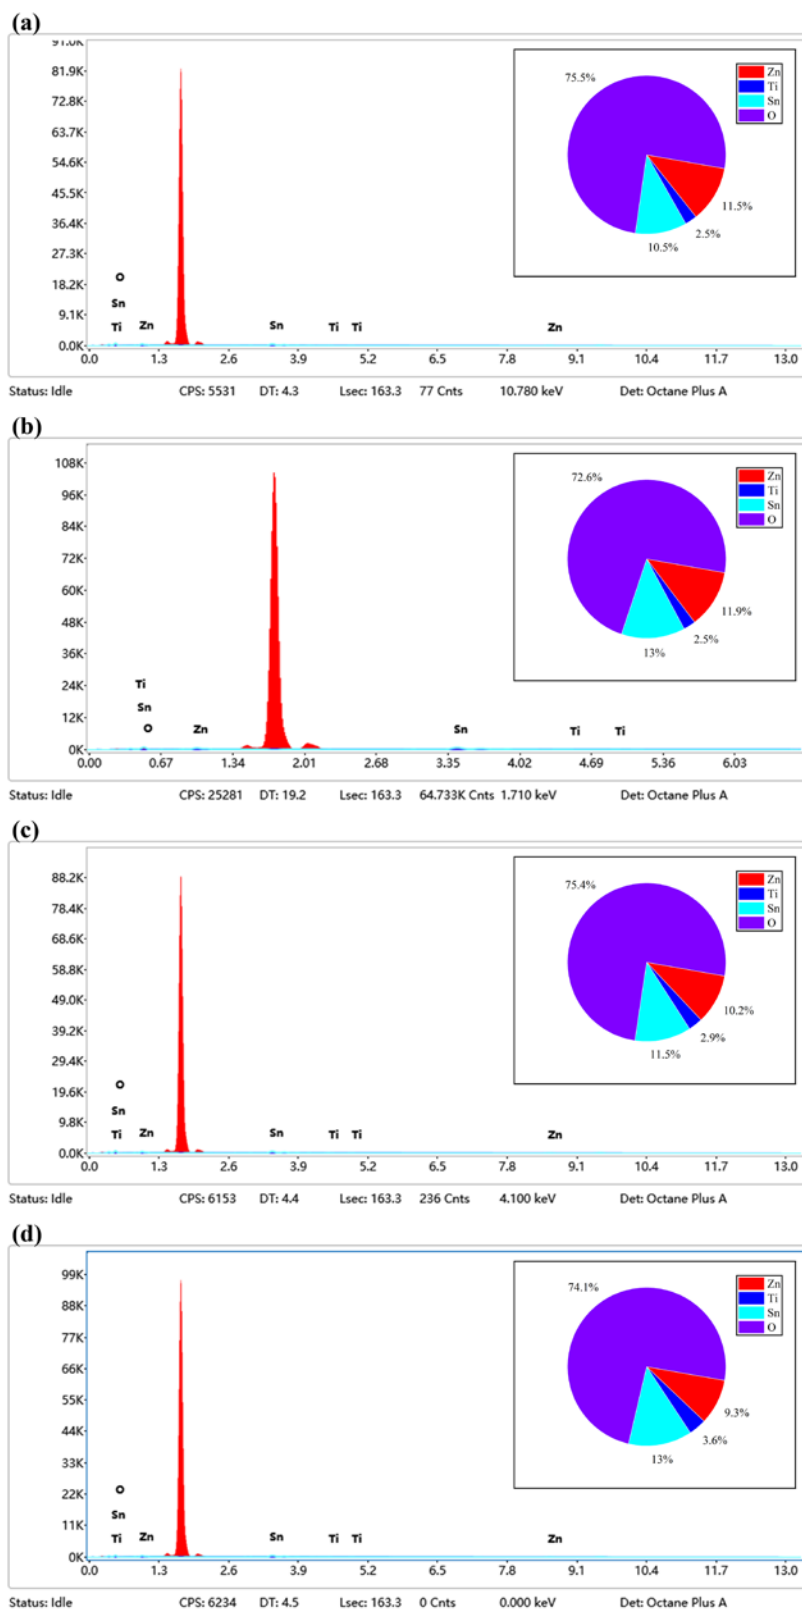 (a)
91.0K
81.9K
72.8K
63.7K
54.6K
45.5K
36.4K
27.3K
18.2K
9.1K
0.0K
O
Sn
Ti Zn Sn Ti Ti Zn
0.0 1.3 2.6 3.9 5.2 6.5 7.8 9.1 10.4 11.7 13.0
75.5%
11.5%
2.5%
10.5%
Zn
Ti
Sn
O
Status: Idle CPS: 5531 DT: 4.3 Lsec: 163.3 77 Cnts 10.780 keV Det: Octane Plus A
(b)
108K
96K
84K
72K
60K
48K
36K
24K
12K
0K
Ti
Sn
O Zn Sn Ti Ti
0.00 0.67 1.34 2.01 2.68 3.35 4.02 4.69 5.36 6.03
72.6%
11.9%
2.5%
13%
Zn
Ti
Sn
O
Status: Idle CPS: 25281 DT: 19.2 Lsec: 163.3 64.733K Cnts 1.710 keV Det: Octane Plus A
(c)
88.2K
78.4K
68.6K
58.8K
49.0K
39.2K
29.4K
19.6K
9.8K
0.0K
O
Sn
Ti Zn Sn Ti Ti Zn
0.0 1.3 2.6 3.9 5.2 6.5 7.8 9.1 10.4 11.7 13.0
75.4%
10.2%
2.9%
11.5%
Zn
Ti
Sn
O
Status: Idle CPS: 6153 DT: 4.4 Lsec: 163.3 236 Cnts 4.100 keV Det: Octane Plus A
(d)
99K
88K
77K
66K
55K
44K
33K
22K
11K
0K
O
Sn
Ti Zn Sn Ti Ti Zn
0.0 1.3 2.6 3.9 5.2 6.5 7.8 9.1 10.4 11.7 13.0
74.1%
9.3%
3.6%
13%
Zn
Ti
Sn
O
Status: Idle CPS: 6234 DT: 4.5 Lsec: 163.3 0 Cnts 0.000 keV Det: Octane Plus A